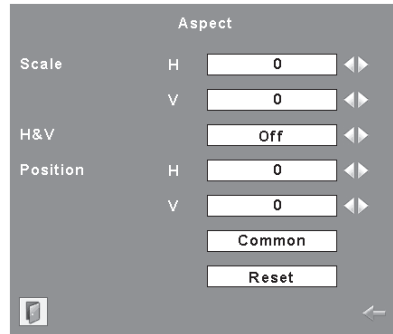 Aspect
Scale H 0
V 0
H&V Off
Position H 0
V 0
Common
Reset